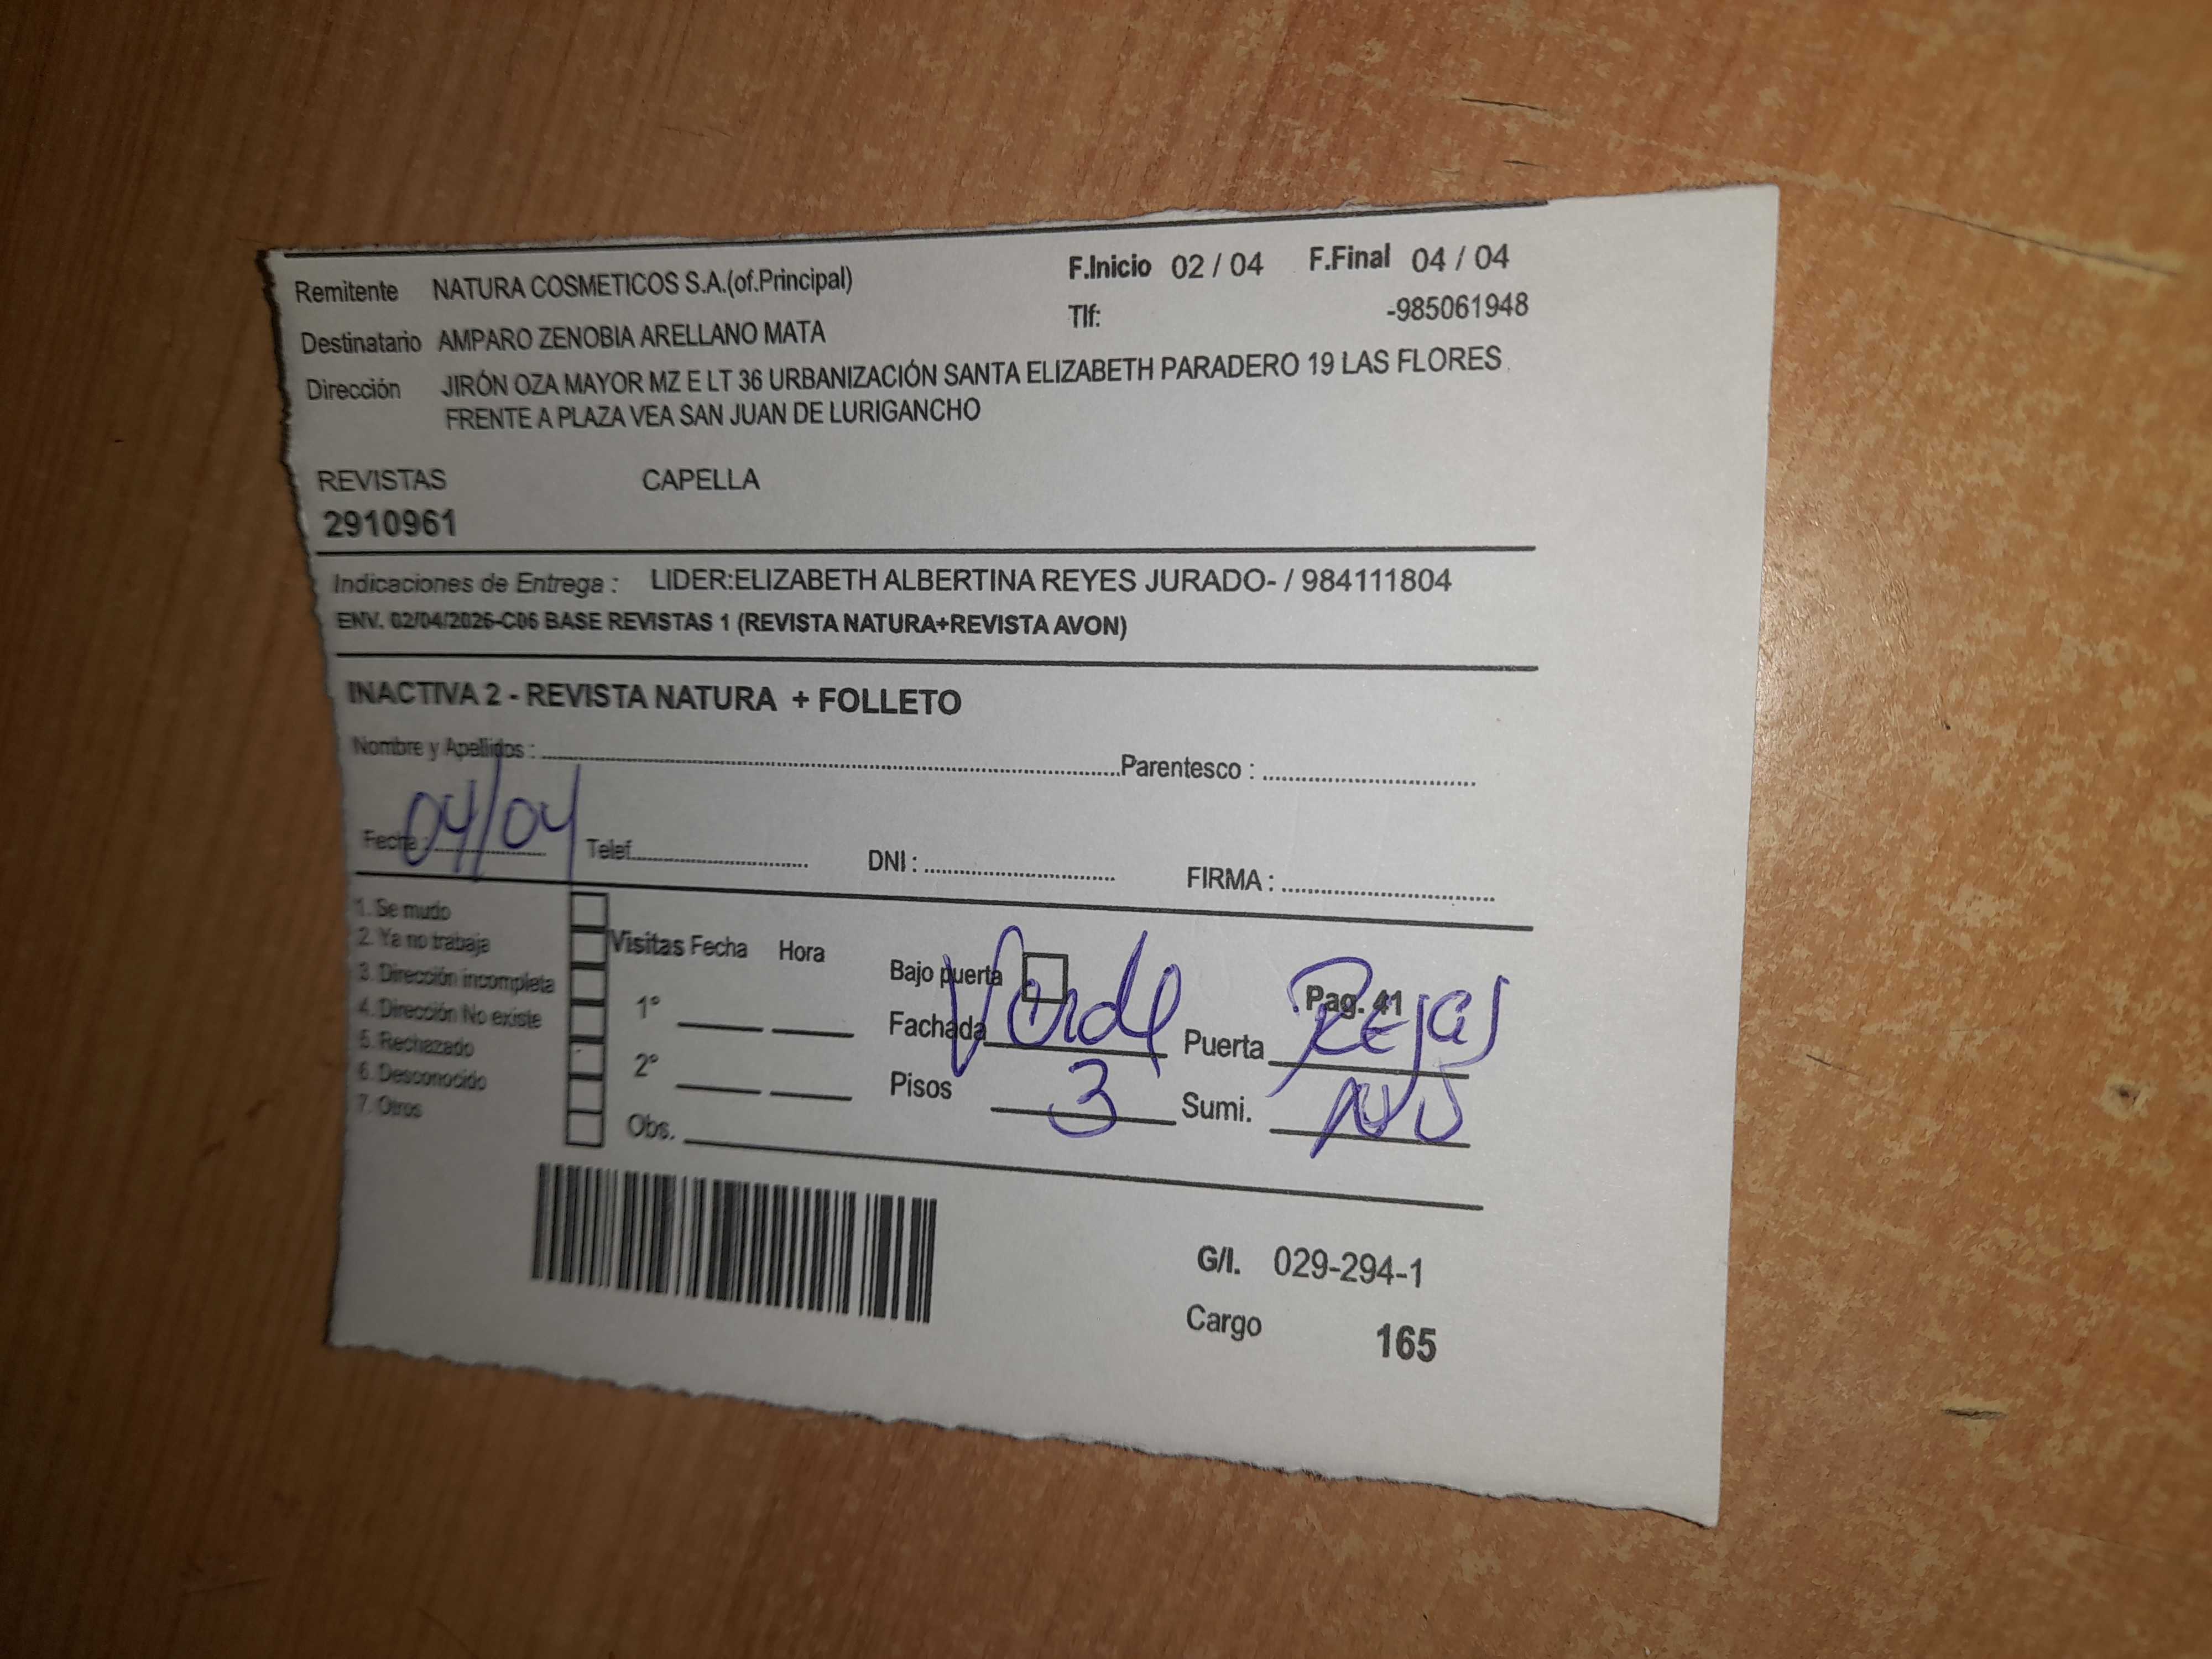 Remitente NATURA COSMETICOS S.A.(of.Principal) F.Inicio 02 / 04 F.Final 04 / 04
Destinatario AMPARO ZENOBIA ARELLANO MATA Tlf: -985061948
Dirección JIRÓN OZA MAYOR MZ E LT 36 URBANIZACIÓN SANTA ELIZABETH PARADERO 19 LAS FLORES
FRENTE A PLAZA VEA SAN JUAN DE LURIGANCHO
REVISTAS CAPELLA
2910961
Indicaciones de Entrega : LIDER:ELIZABETH ALBERTINA REYES JURADO- / 984111804
ENV. 02/04/2026-C06 BASE REVISTAS 1 (REVISTA NATURA+REVISTA AVON)
INACTIVA 2 - REVISTA NATURA + FOLLETO
Nombre y Apellidos : Parentesco :
Fecha : 04/04 Telef. DNI : FIRMA :
1. Se mudo
2. Ya no trabaja
3. Dirección incompleta
4. Dirección No existe
5. Rechazado
6. Desconocido
7. Otros
Visitas Fecha Hora
1°
2°
Obs.
Bajo puerta Pag. 41
Fachada Verde Puerta Rejas
Pisos 3 Sumi.
G/I. 029-294-1
Cargo 165